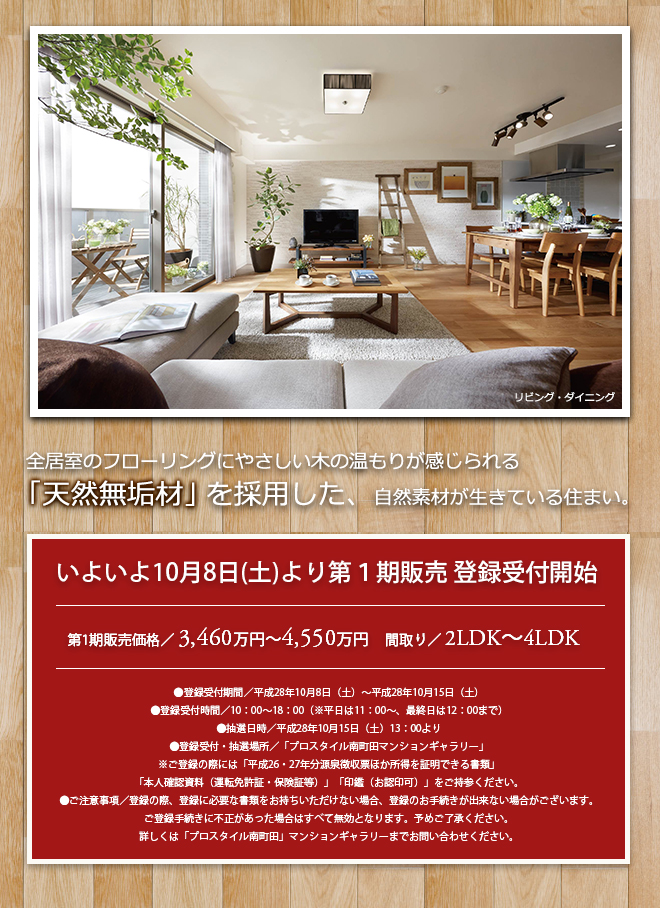 リビング・ダイニング
全居室のフローリングにやさしい木の温もりが感じられる
「天然無垢材」を採用した、自然素材が生きている住まい。
いよいよ10月8日(土)より第1期販売 登録受付開始
第1期販売価格／3,460万円〜4,550万円　間取り／2LDK〜4LDK
●登録受付期間／平成28年10月8日（土）〜平成28年10月15日（土）
●登録受付時間／10：00〜18：00（※平日は11：00〜、最終日は12：00まで）
●抽選日時／平成28年10月15日（土）13：00より
●登録受付・抽選場所／「プロスタイル南町田マンションギャラリー」
※ご登録の際には「平成26・27年分源泉徴収票ほか所得を証明できる書類」
「本人確認資料（運転免許証・保険証等）」「印鑑（お認印可）」をご持参ください。
●ご注意事項／登録の際、登録に必要な書類をお持ちいただけない場合、登録のお手続きが出来ない場合がございます。
ご登録手続きに不正があった場合はすべて無効となります。予めご了承ください。
詳しくは「プロスタイル南町田」マンションギャラリーまでお問い合わせください。